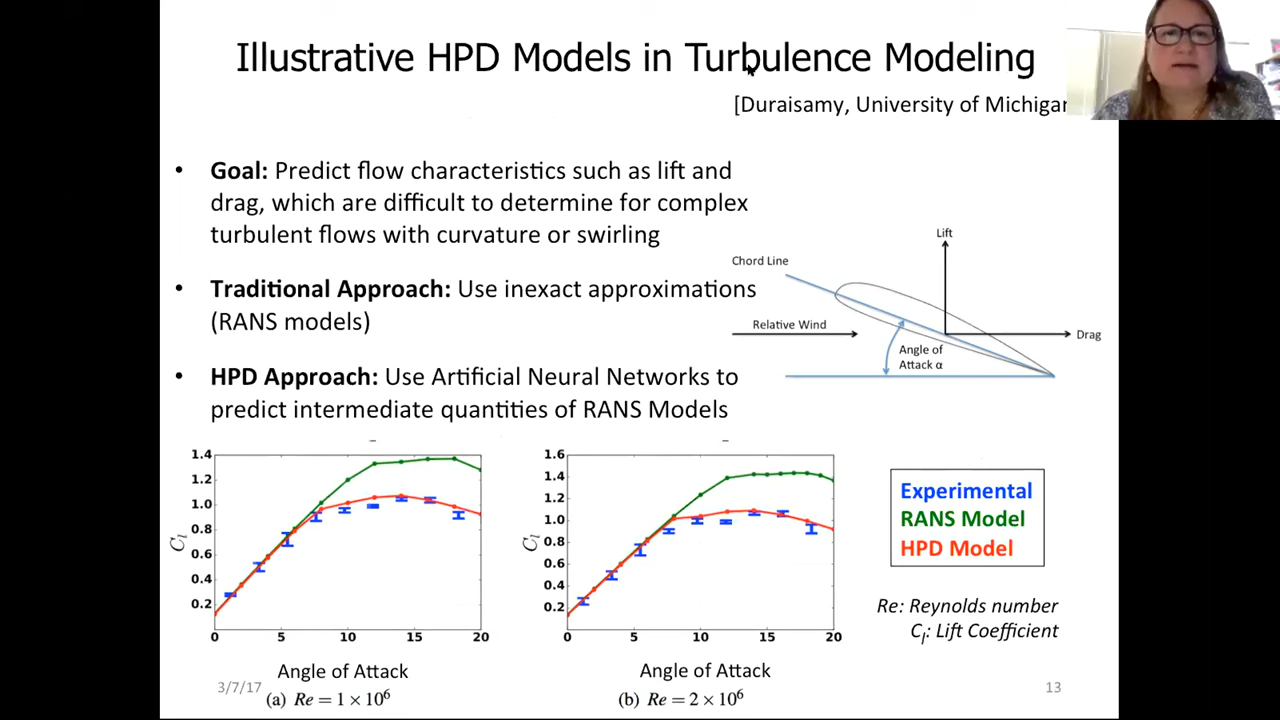 Illustrative HPD Models in Turbulence Modeling
[Duraisamy, University of Michigan
• Goal: Predict flow characteristics such as lift and
drag, which are difficult to determine for complex
turbulent flows with curvature or swirling
• Traditional Approach: Use inexact approximations
(RANS models)
• HPD Approach: Use Artificial Neural Networks to
predict intermediate quantities of RANS Models
Lift
Chord Line
Relative Wind
Drag
Angle of
Attack α
1.4
1.2
1.0
0.8
0.6
0.4
0.2
Cl
0 5 10 15 20
Angle of Attack
(a) Re = 1 × 10⁶
1.6
1.4
1.2
1.0
0.8
0.6
0.4
0.2
Cl
0 5 10 15 20
Angle of Attack
(b) Re = 2 × 10⁶
Experimental
RANS Model
HPD Model
Re: Reynolds number
Cl: Lift Coefficient
3/7/17
13